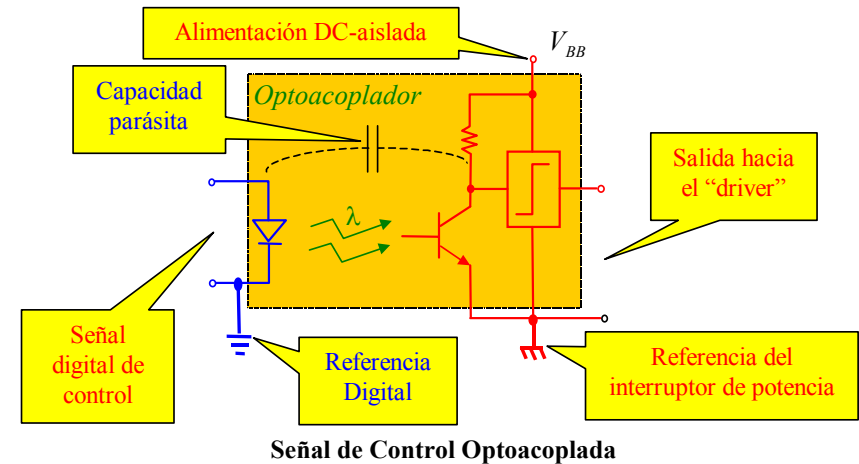 Alimentación DC-aislada
V_BB
Capacidad
parásita
Optoacoplador
Salida hacia
el “driver”
λ
Señal
digital de
control
Referencia
Digital
Referencia del
interruptor de potencia
Señal de Control Optoacoplada